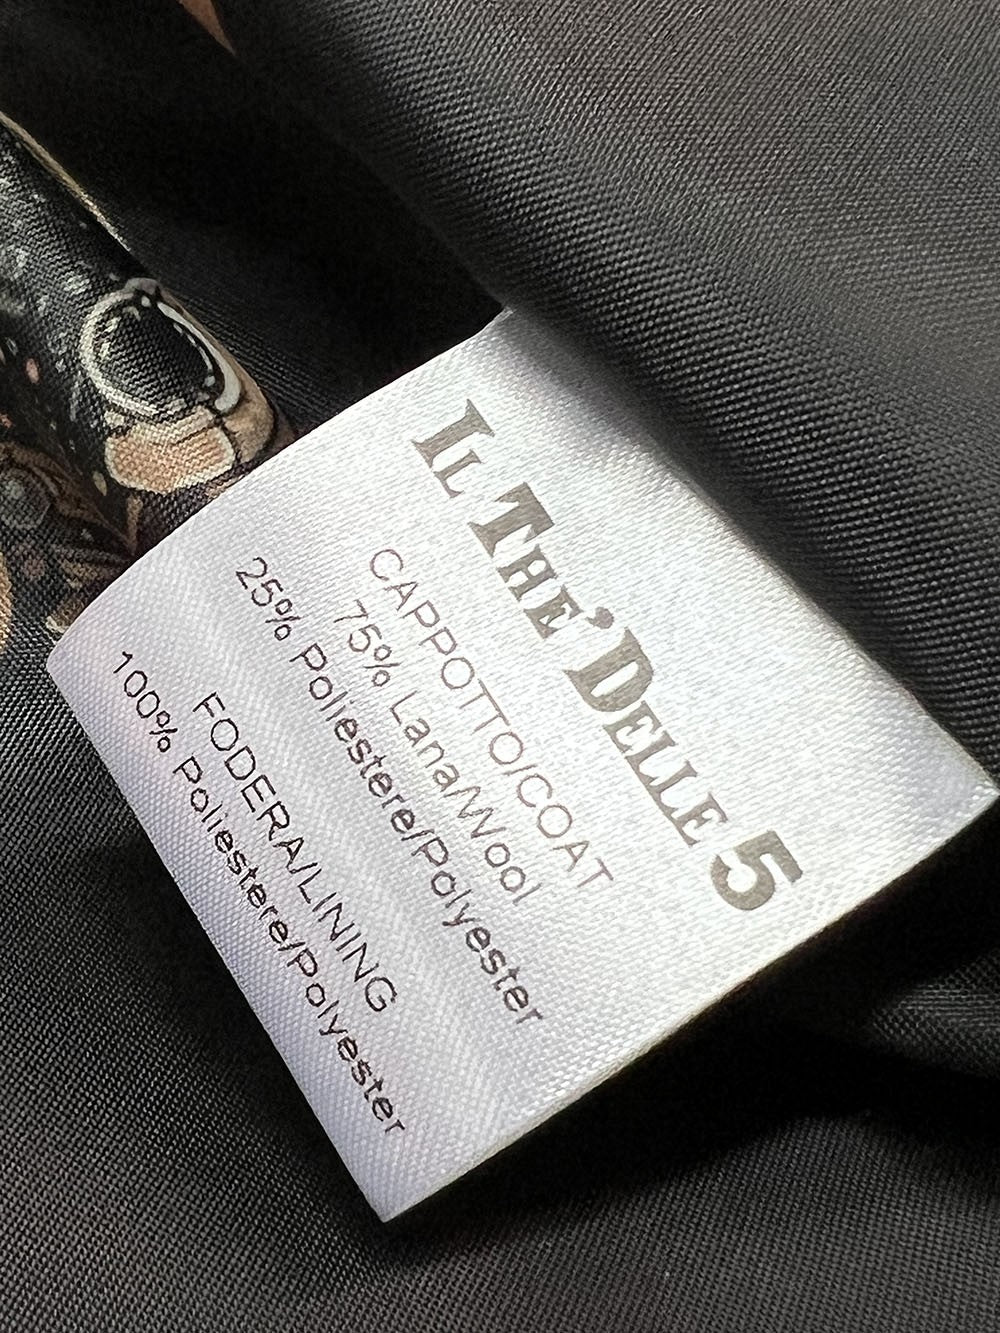 IL THE' DELLE 5
CAPPOTTO/COAT
75% Lana/Wool
25% Poliestere/Polyester
FODERA/LINING
100% Poliestere/Polyester